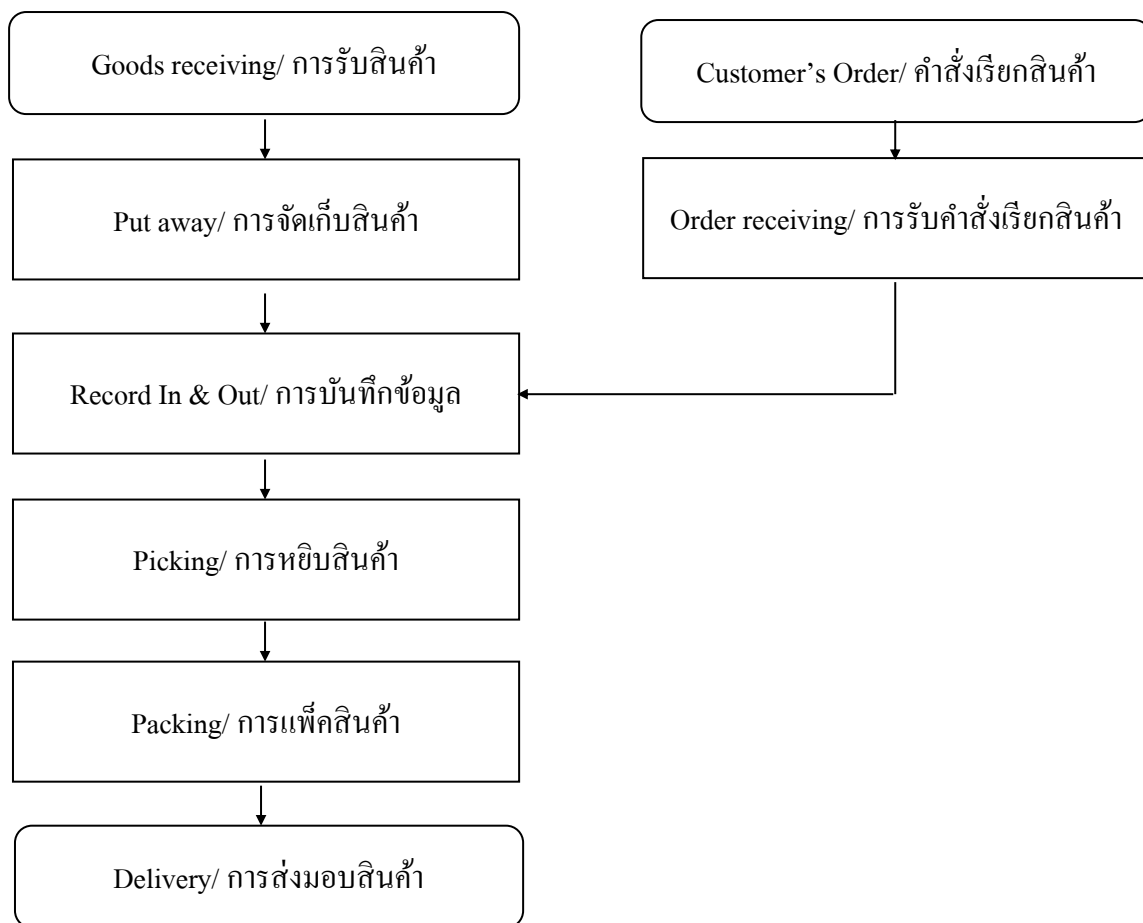 Goods receiving/ การรับสินค้า
Customer’s Order/ คำสั่งเรียกสินค้า
Put away/ การจัดเก็บสินค้า
Order receiving/ การรับคำสั่งเรียกสินค้า
Record In & Out/ การบันทึกข้อมูล
Picking/ การหยิบสินค้า
Packing/ การแพ็คสินค้า
Delivery/ การส่งมอบสินค้า